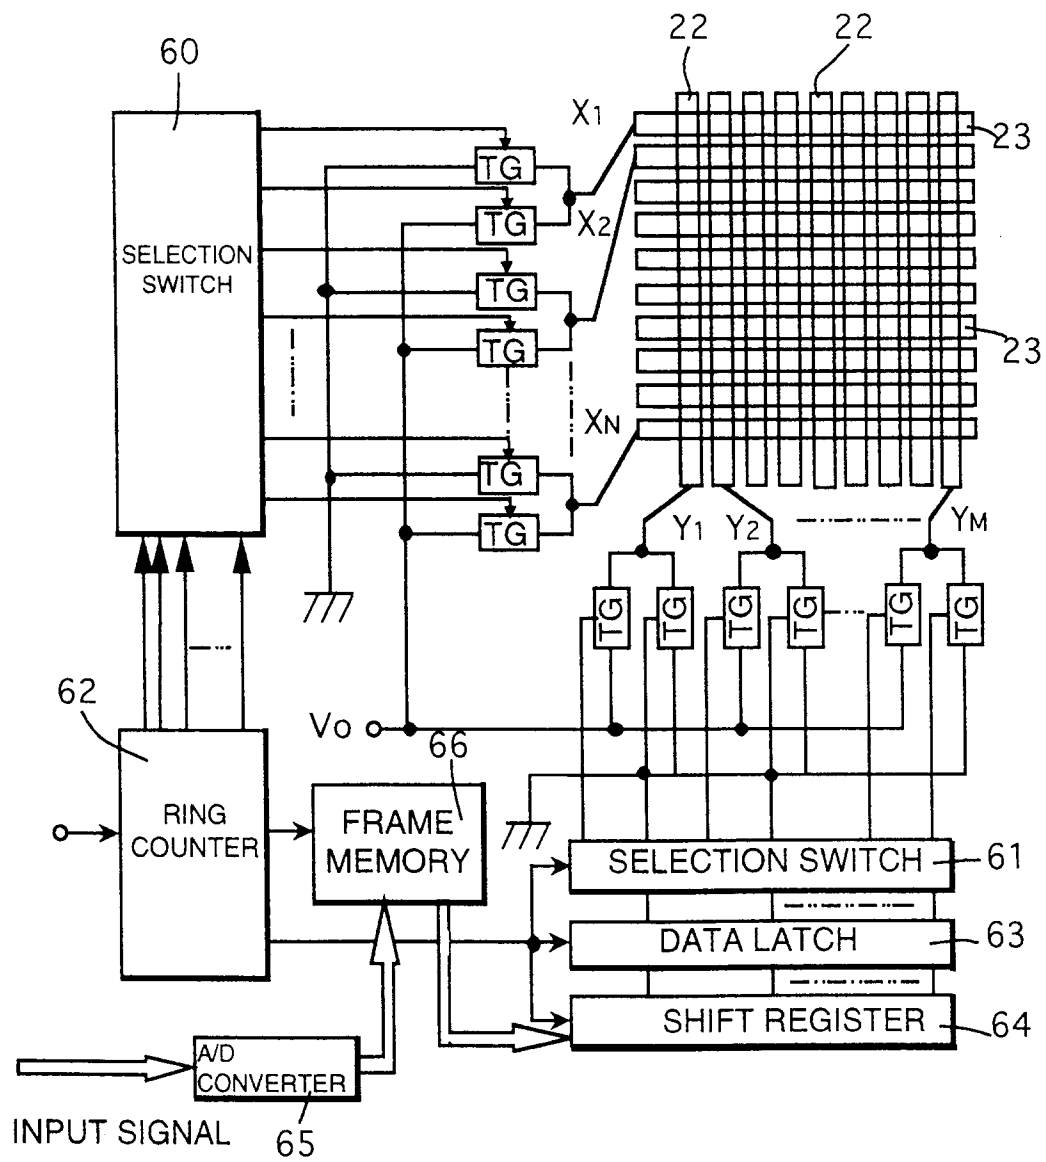 60
22
22
X1
23
TG
TG
X2
SELECTION
SWITCH
TG
TG
23
XN
TG
TG
Y1
Y2
YM
TG
TG
TG
TG
TG
TG
62
Vo
66
RING
COUNTER
FRAME
MEMORY
SELECTION SWITCH
61
DATA LATCH
63
SHIFT REGISTER
64
A/D
CONVERTER
INPUT SIGNAL
65